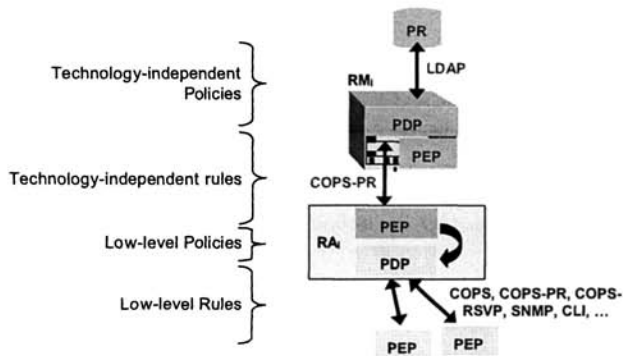 PR
LDAP
Technology-independent
Policies
RMi
PDP
PEP
COPS-PR
Technology-independent rules
PEP
Low-level Policies
RAi
PDP
Low-level Rules
COPS, COPS-PR, COPS-
RSVP, SNMP, CLI, ...
PEP
PEP